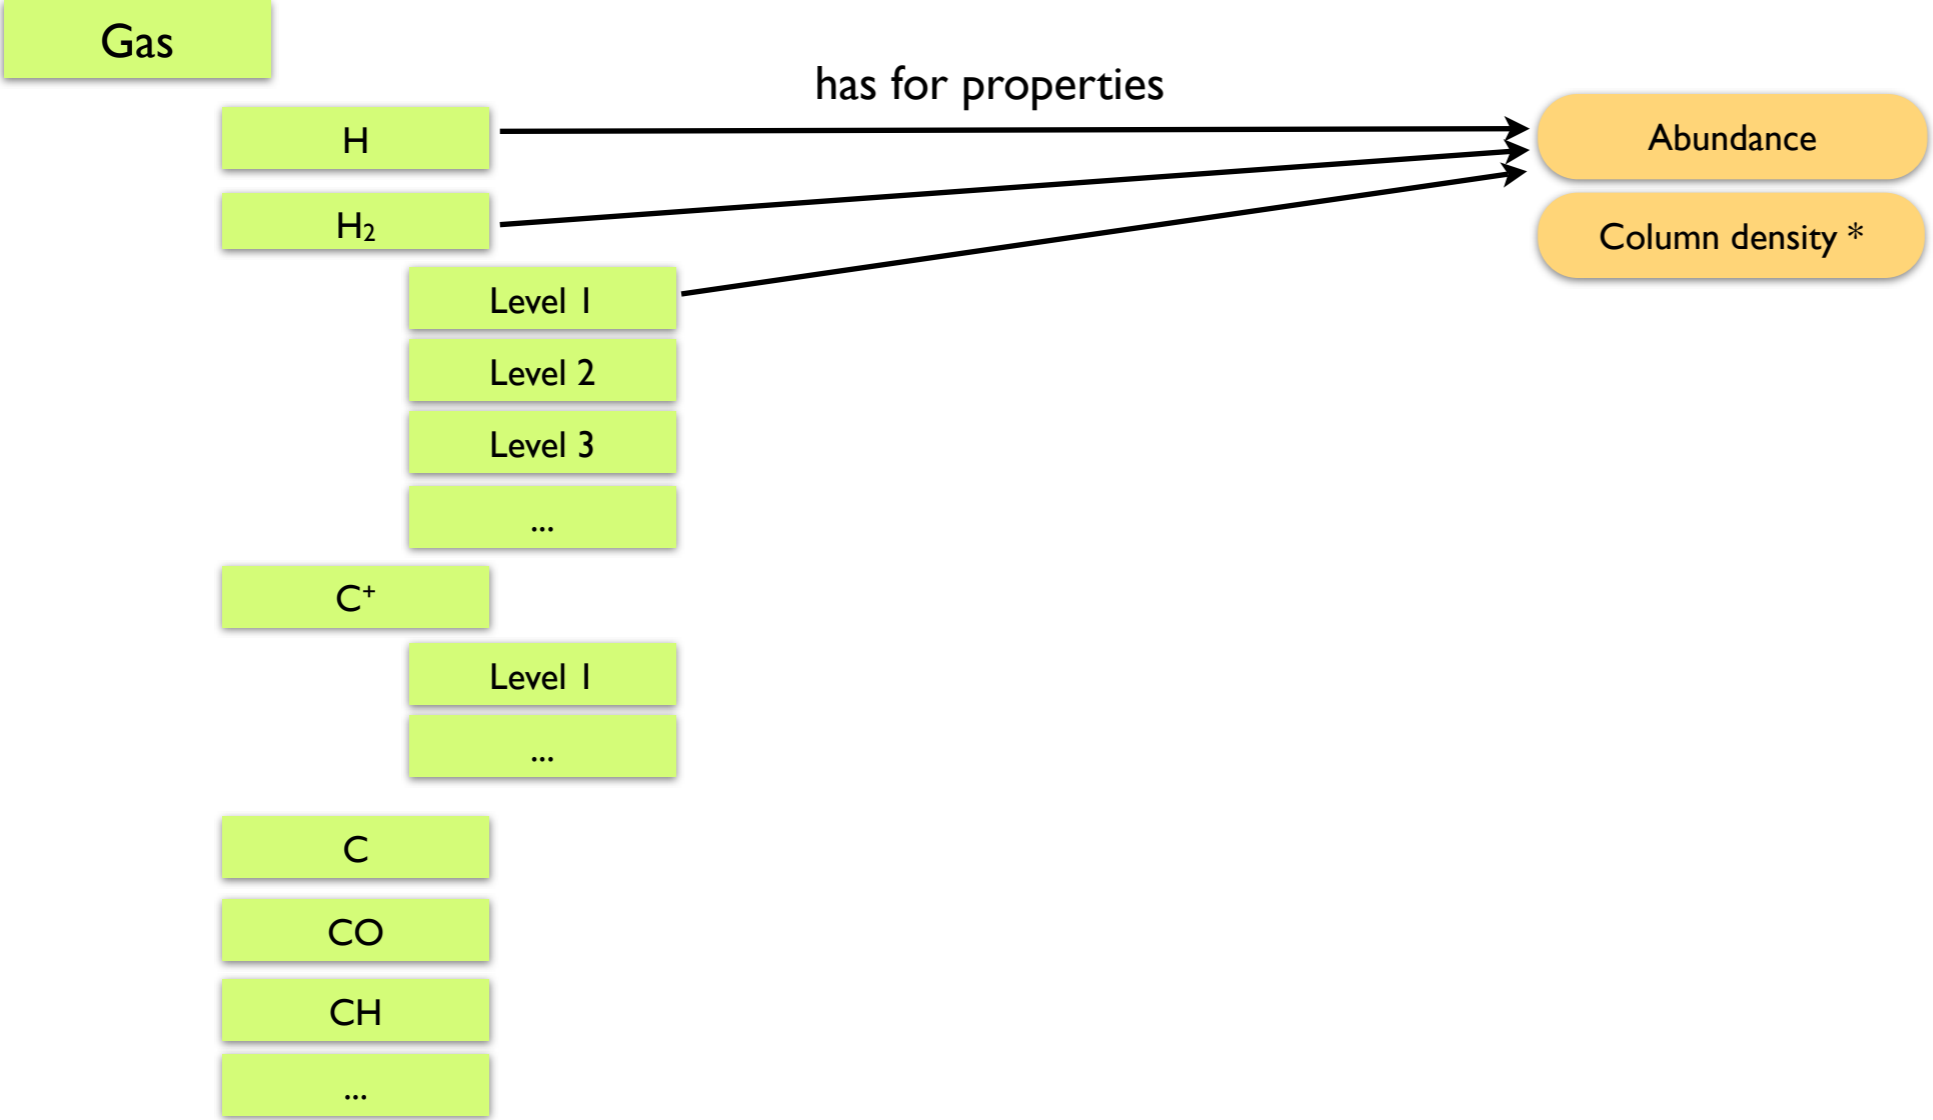 Gas
has for properties
H
Abundance
H₂
Column density *
Level 1
Level 2
Level 3
...
C⁺
Level 1
...
C
CO
CH
...